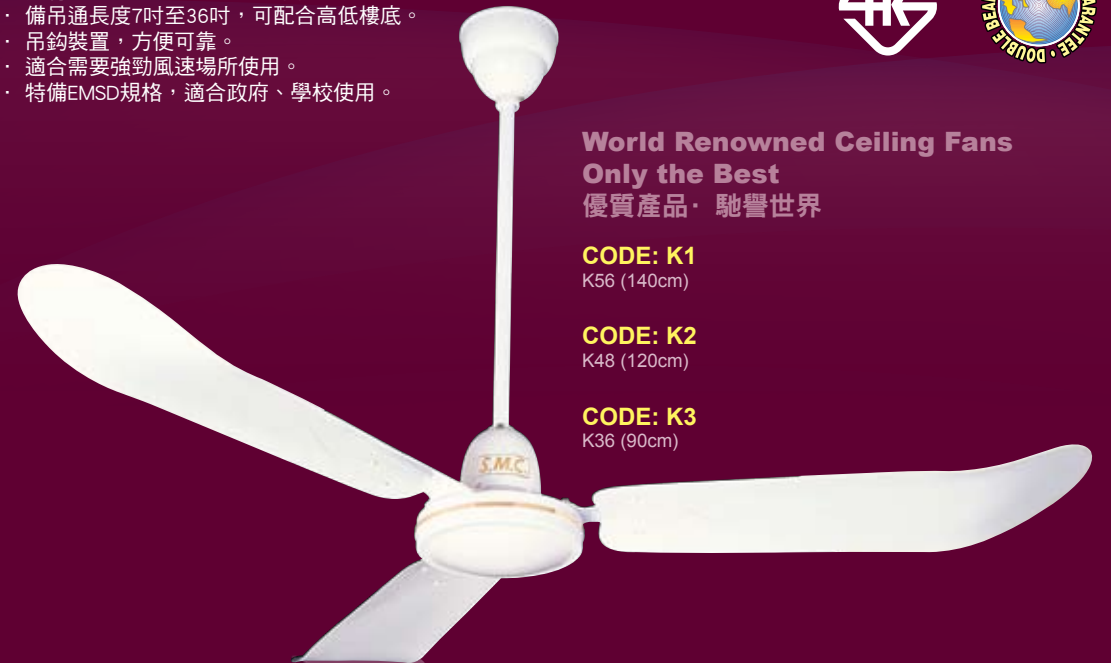 · 備吊通長度7吋至36吋，可配合高低樓底。
· 吊鈎裝置，方便可靠。
· 適合需要強勁風速場所使用。
· 特備EMSD規格，適合政府、學校使用。
DOUBLE BEA
ARANTEE
World Renowned Ceiling Fans
Only the Best
優質產品· 馳譽世界
CODE: K1
K56 (140cm)
CODE: K2
K48 (120cm)
CODE: K3
K36 (90cm)
S.M.C.